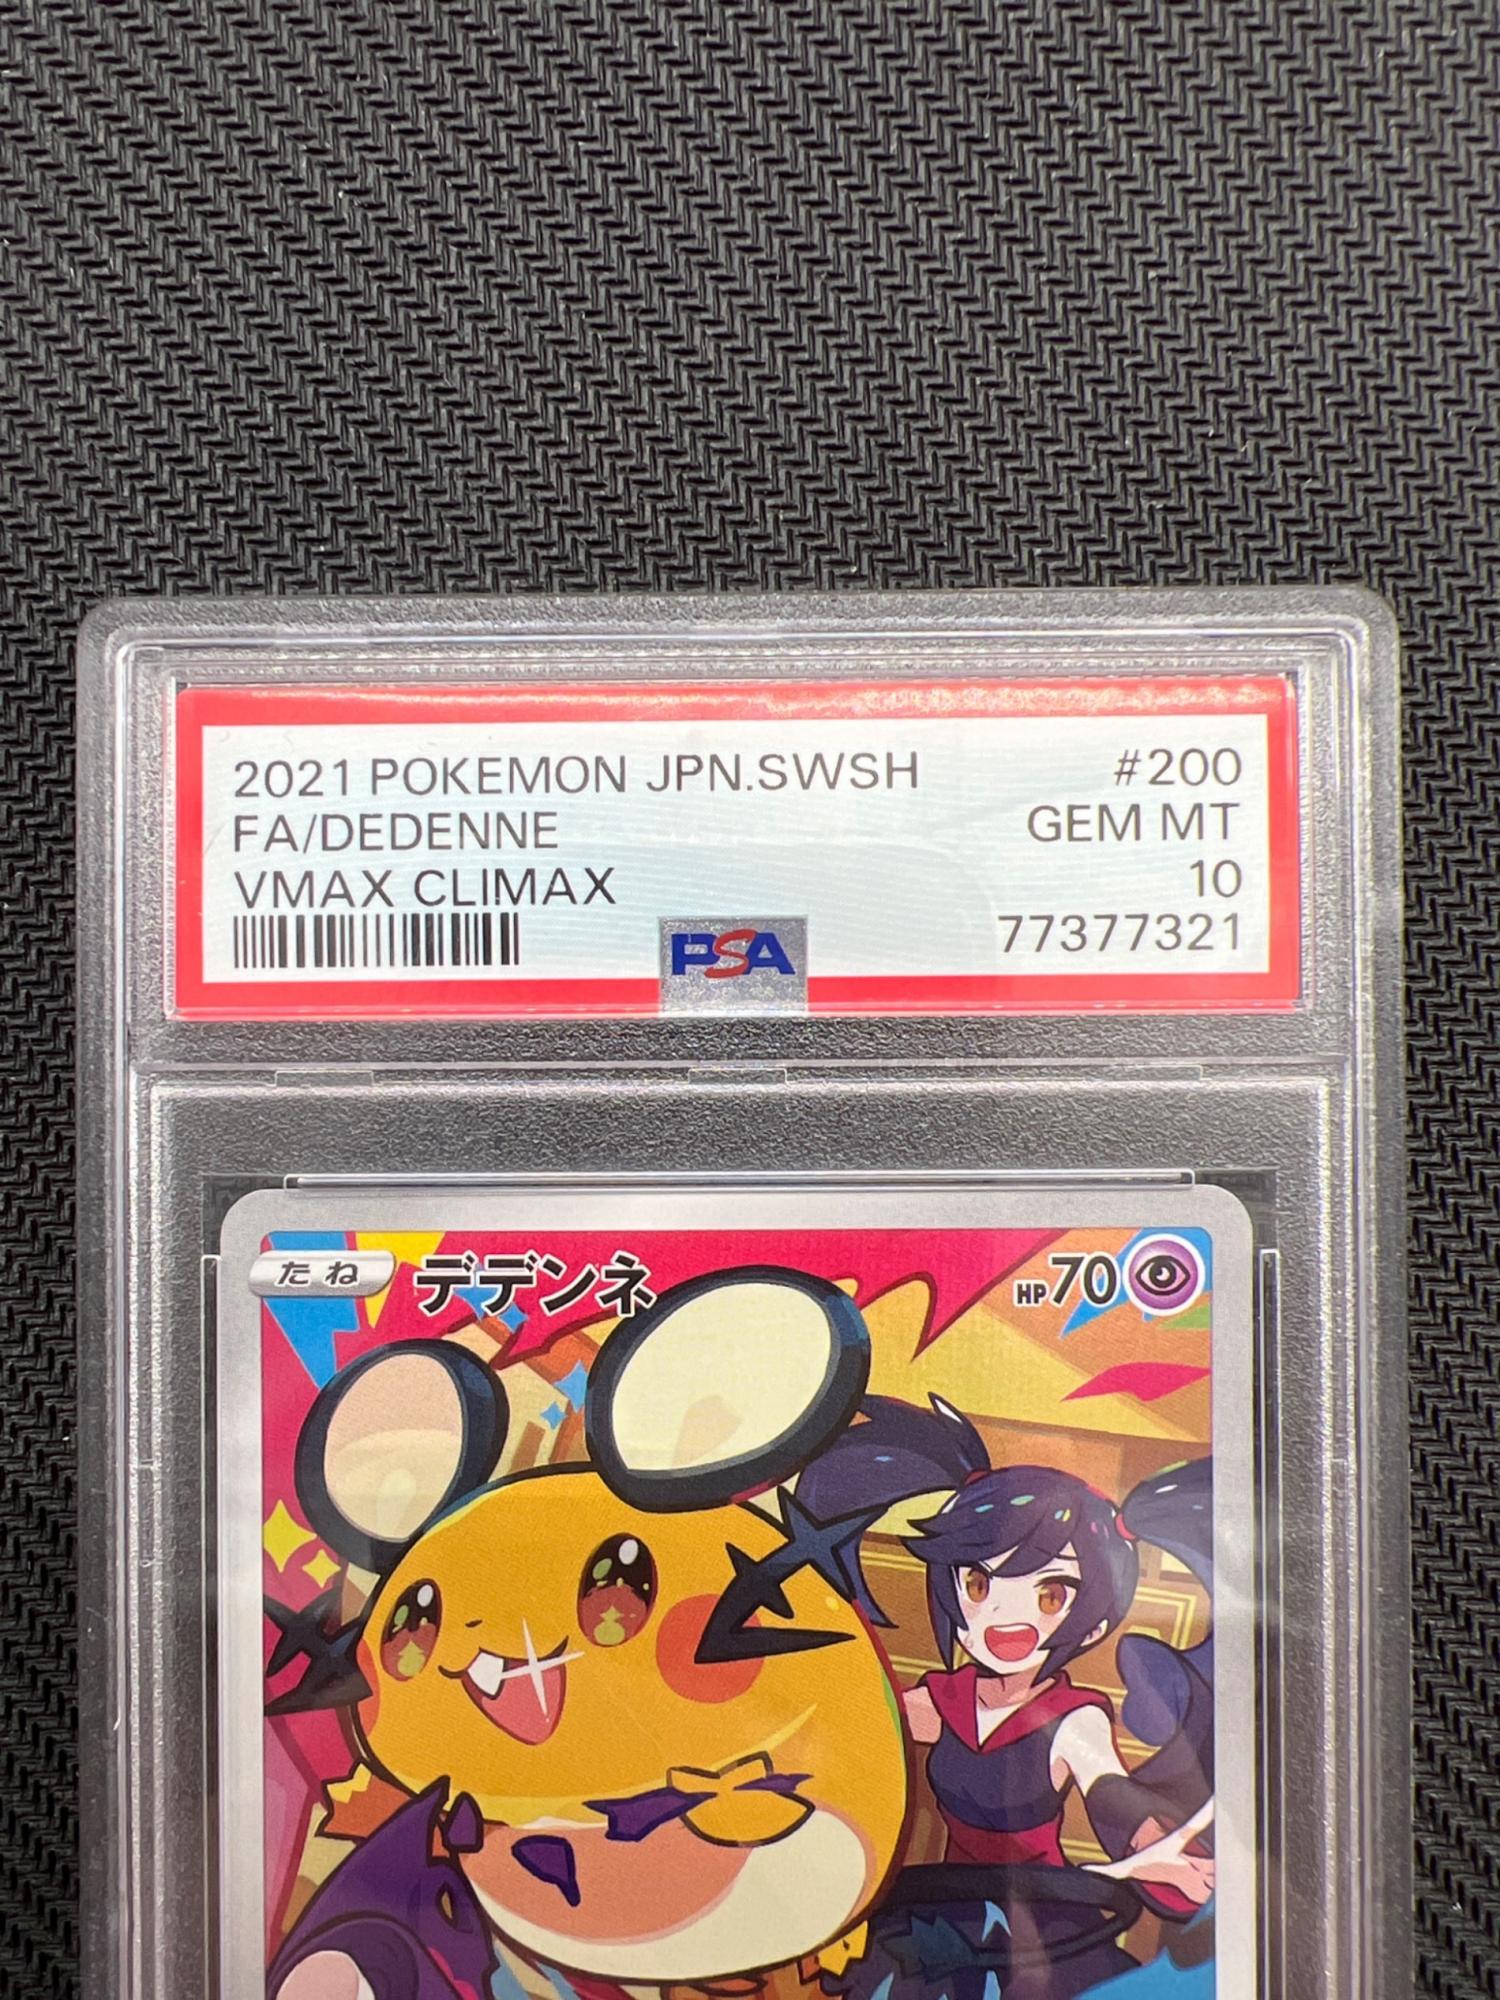 2021 POKEMON JPN.SWSH #200
FA/DEDENNE GEM MT
VMAX CLIMAX 10
PSA 77377321
たね デデンネ HP70